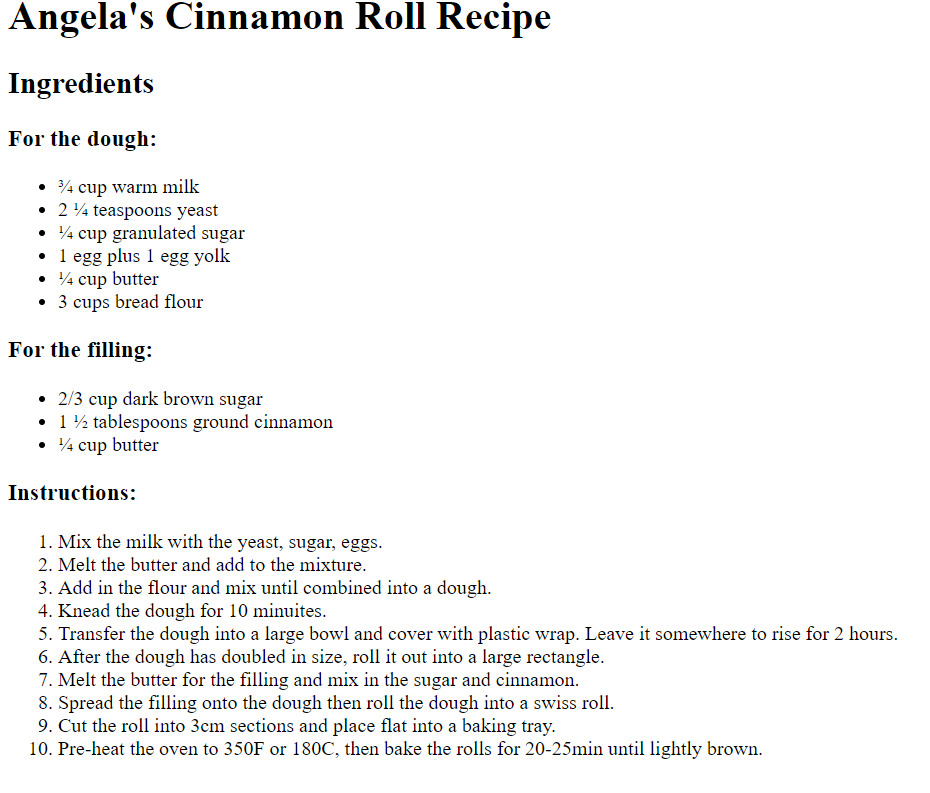 Angela's Cinnamon Roll Recipe
Ingredients
For the dough:
• ¾ cup warm milk
• 2 ¼ teaspoons yeast
• ¼ cup granulated sugar
• 1 egg plus 1 egg yolk
• ¼ cup butter
• 3 cups bread flour
For the filling:
• 2/3 cup dark brown sugar
• 1 ½ tablespoons ground cinnamon
• ¼ cup butter
Instructions:
1. Mix the milk with the yeast, sugar, eggs.
2. Melt the butter and add to the mixture.
3. Add in the flour and mix until combined into a dough.
4. Knead the dough for 10 minuites.
5. Transfer the dough into a large bowl and cover with plastic wrap. Leave it somewhere to rise for 2 hours.
6. After the dough has doubled in size, roll it out into a large rectangle.
7. Melt the butter for the filling and mix in the sugar and cinnamon.
8. Spread the filling onto the dough then roll the dough into a swiss roll.
9. Cut the roll into 3cm sections and place flat into a baking tray.
10. Pre-heat the oven to 350F or 180C, then bake the rolls for 20-25min until lightly brown.